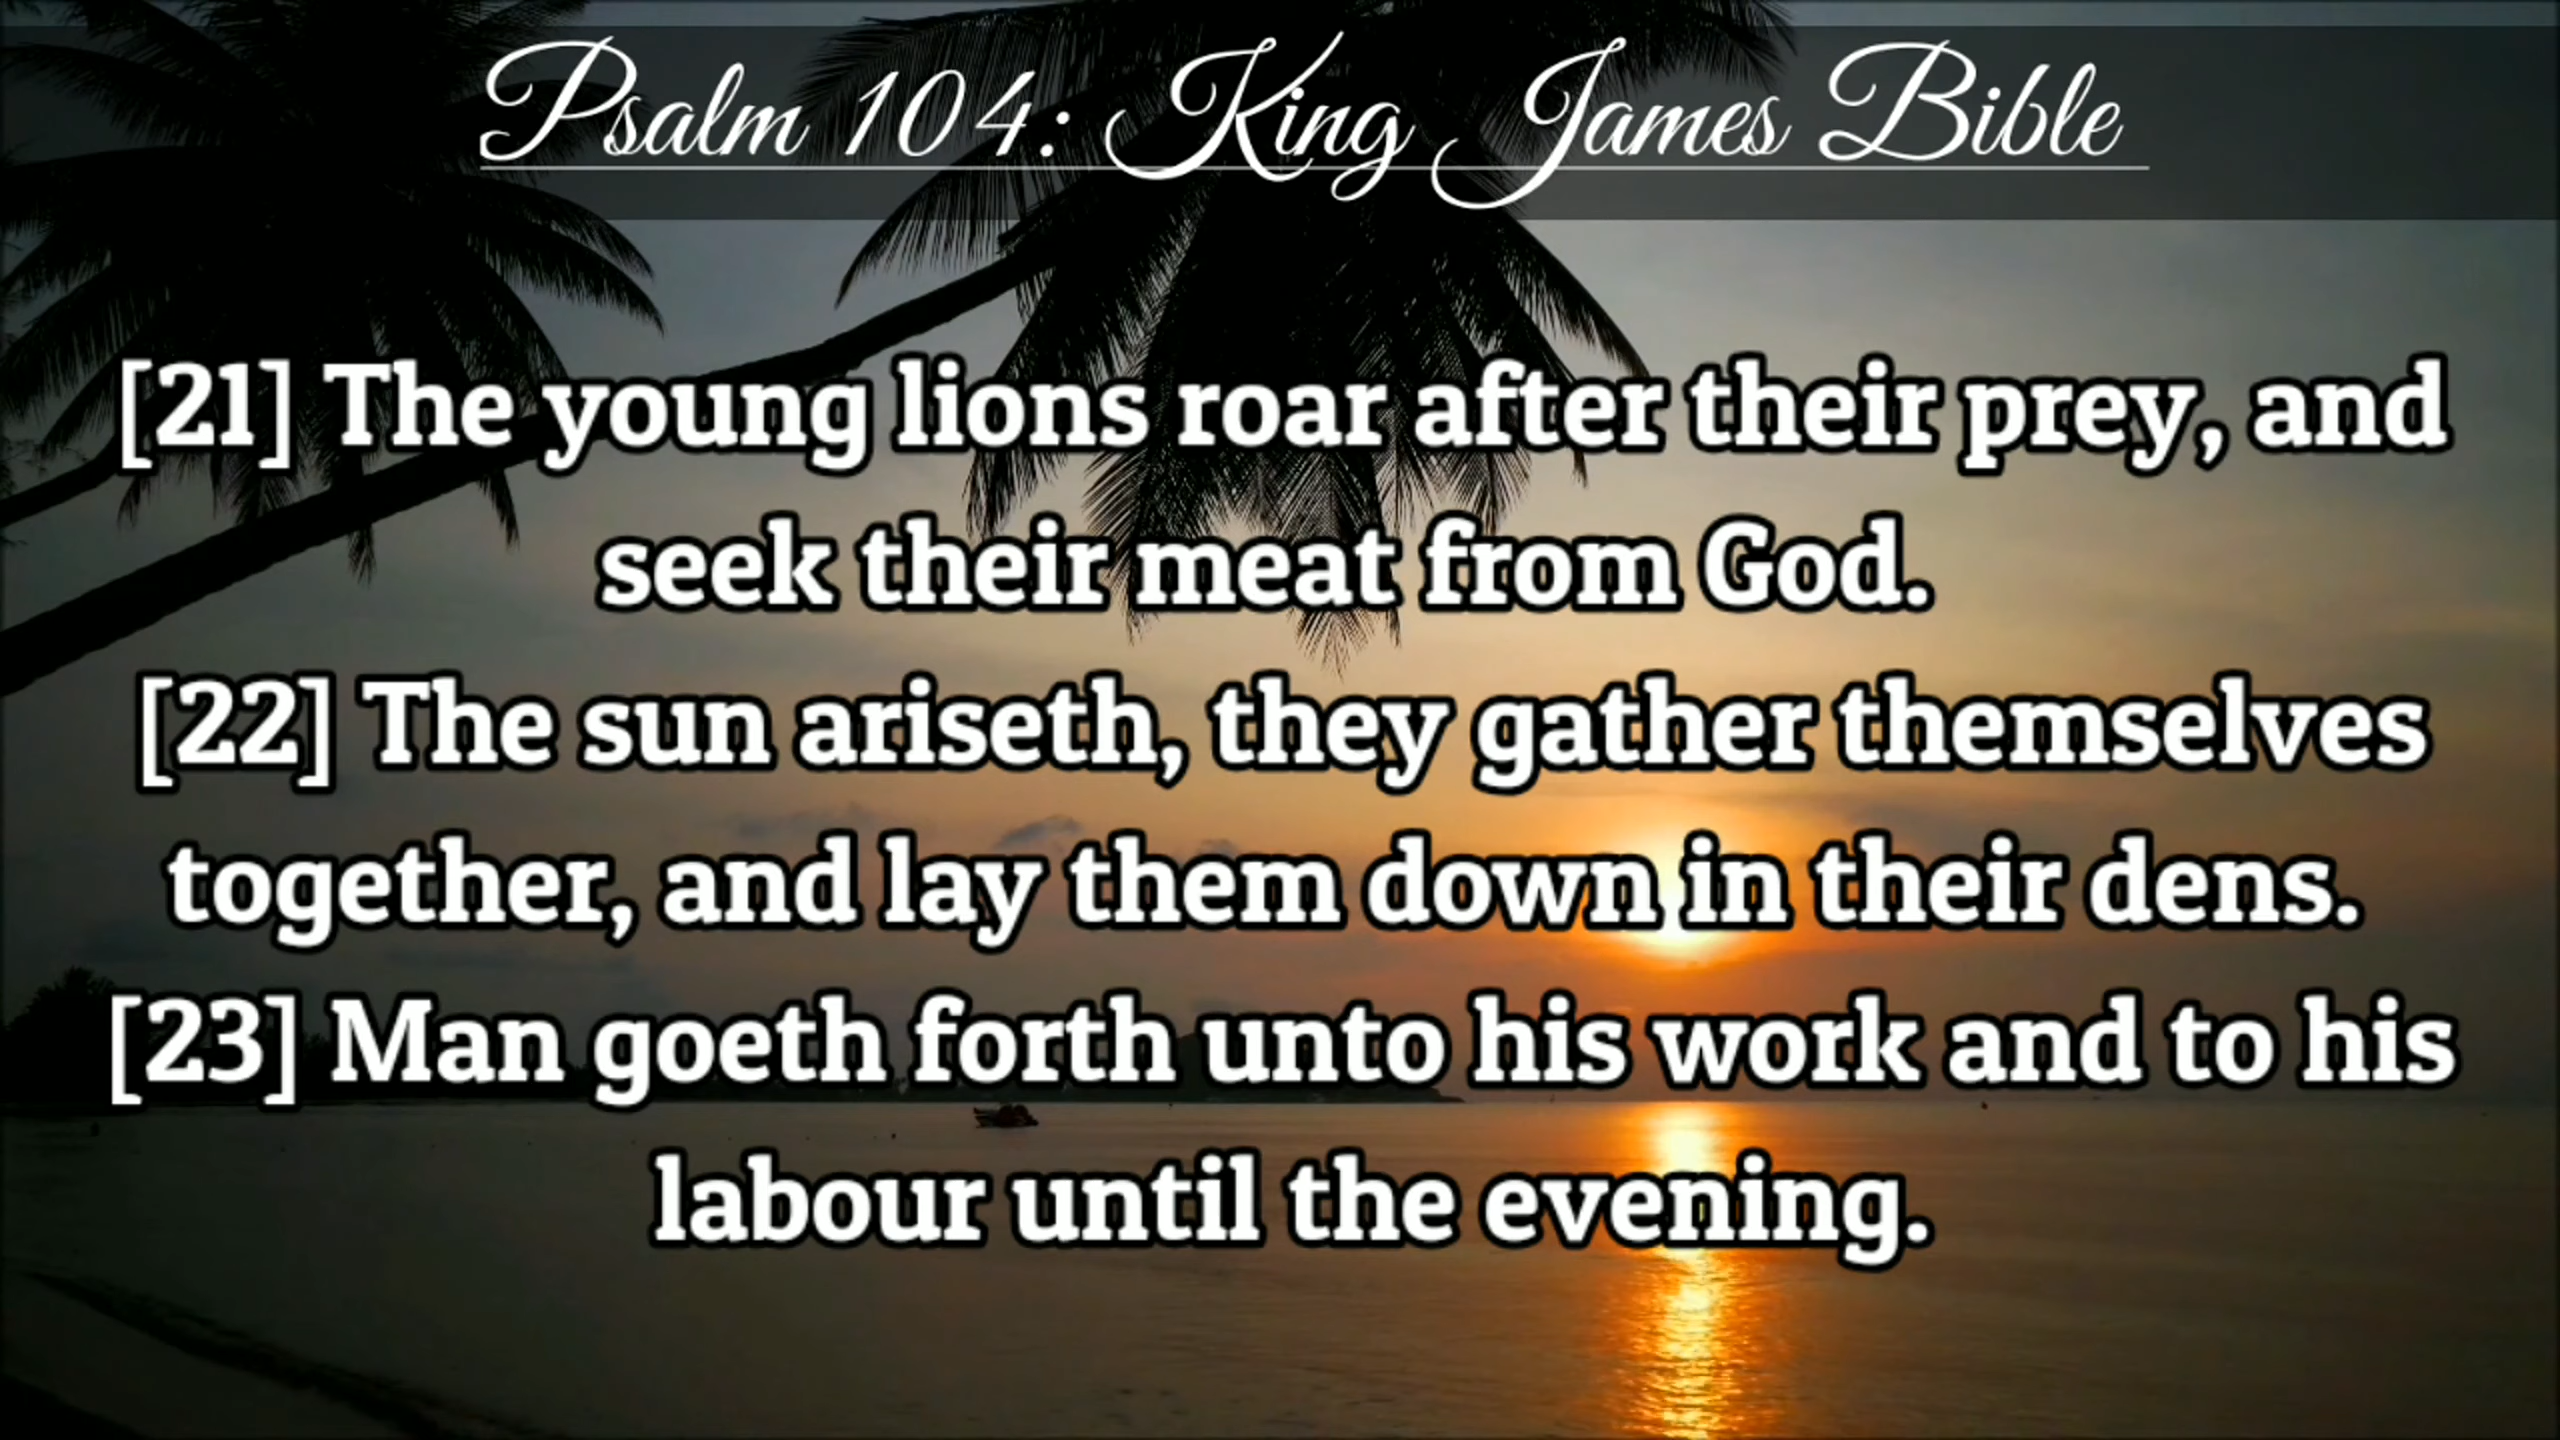 Psalm 104: King James Bible
[21] The young lions roar after their prey, and
seek their meat from God.
[22] The sun ariseth, they gather themselves
together, and lay them down in their dens.
[23] Man goeth forth unto his work and to his
labour until the evening.